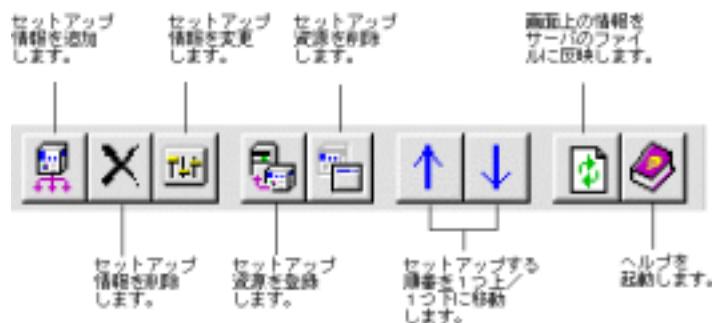 セットアップ
情報を追加
します。
セットアップ
情報を変更
します。
セットアップ
資源を削除
します。
画面上の情報を
サーバのファイ
ルに反映します。
セットアップ
情報を削除
します。
セットアップ
資源を登録
します。
セットアップする
順番を1つ上/
1つ下に移動
します。
ヘルプを
起動します。